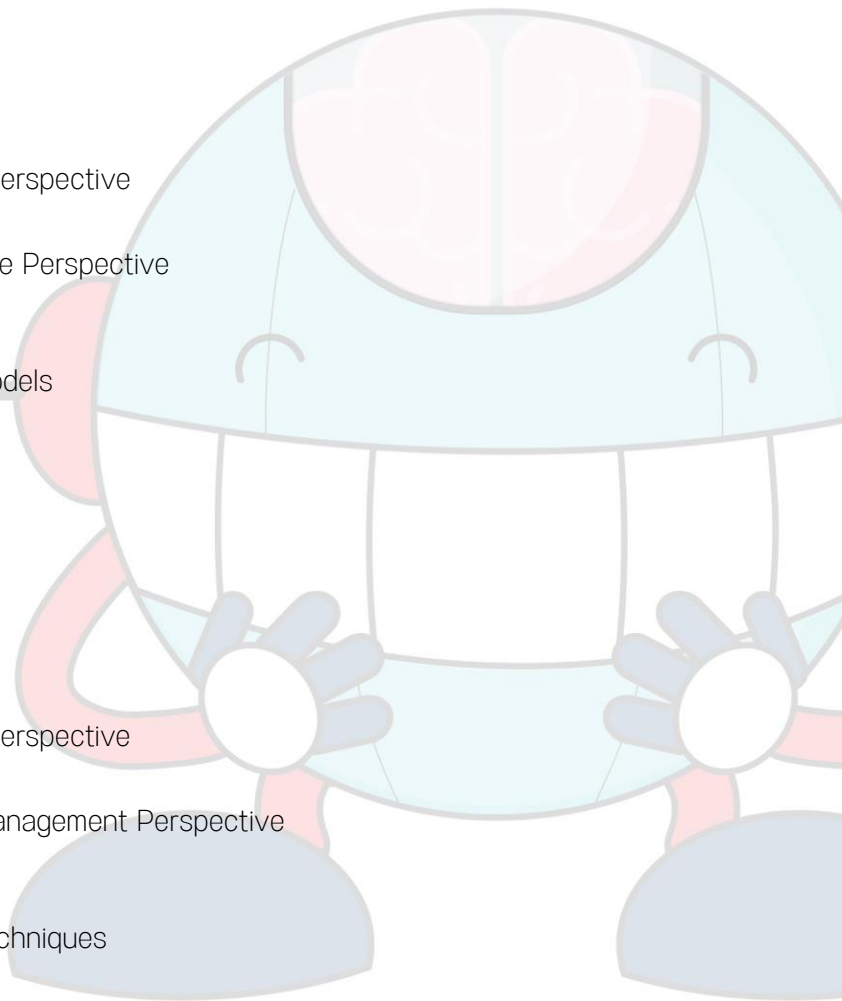 erspective
e Perspective
odels
erspective
anagement Perspective
chniques